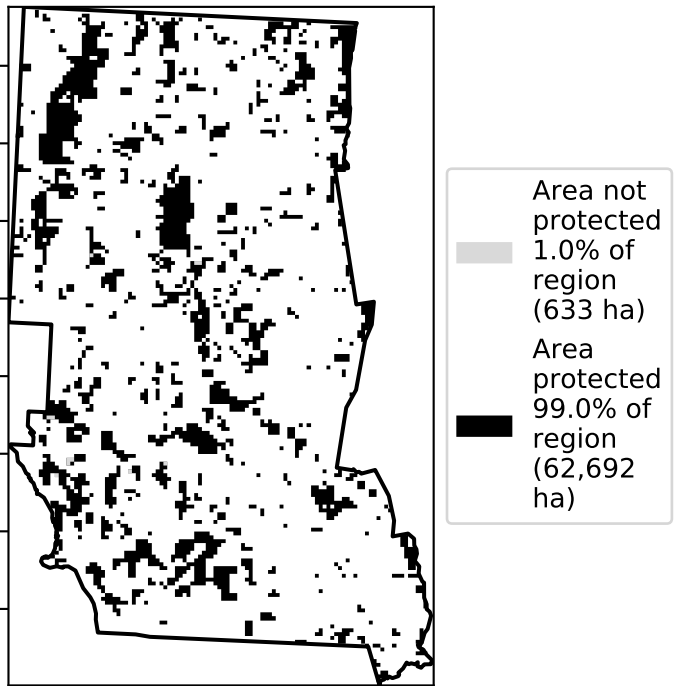 Area not
protected
1.0% of
region
(633 ha)
Area
protected
99.0% of
region
(62,692
ha)